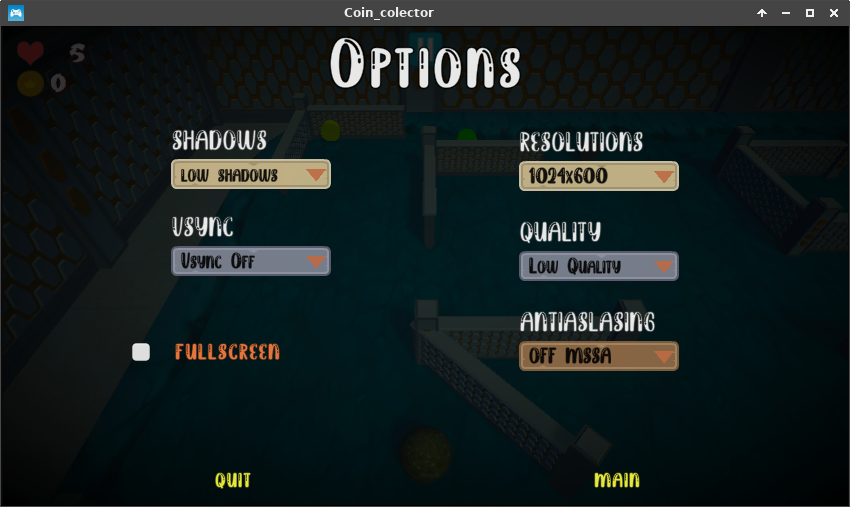 Coin_colector
5
0
Options
SHADOWS
LOW SHADOWS
VSYNC
Vsync Off
FULLSCREEN
RESOLUTIONS
1024x600
QUALITY
Low Quality
ANTIASLASING
OFF MSSA
QUIT
MAIN